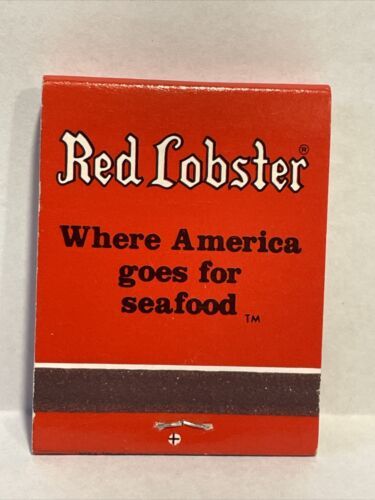 Red Lobster®
Where America
goes for
seafood™